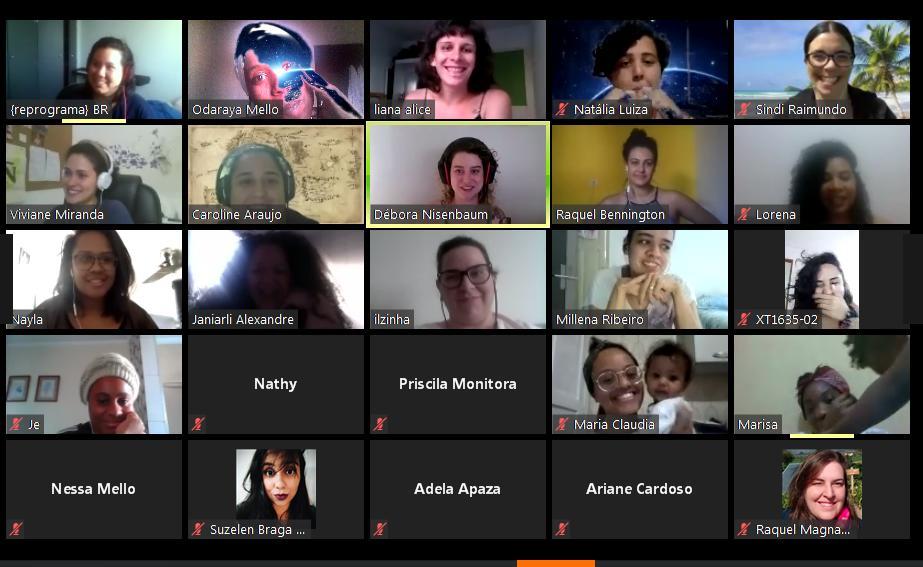 {reprograma} BR
Odaraya Mello
liana alice
Natália Luiza
Sindi Raimundo
Viviane Miranda
Caroline Araujo
Débora Nisenbaum
Raquel Bennington
Lorena
Nayla
Janiarli Alexandre
ilzinha
Millena Ribeiro
XT1635-02
Je
Nathy
Priscila Monitora
Maria Claudia
Marisa
Nessa Mello
Suzelen Braga ...
Adela Apaza
Ariane Cardoso
Raquel Magna...